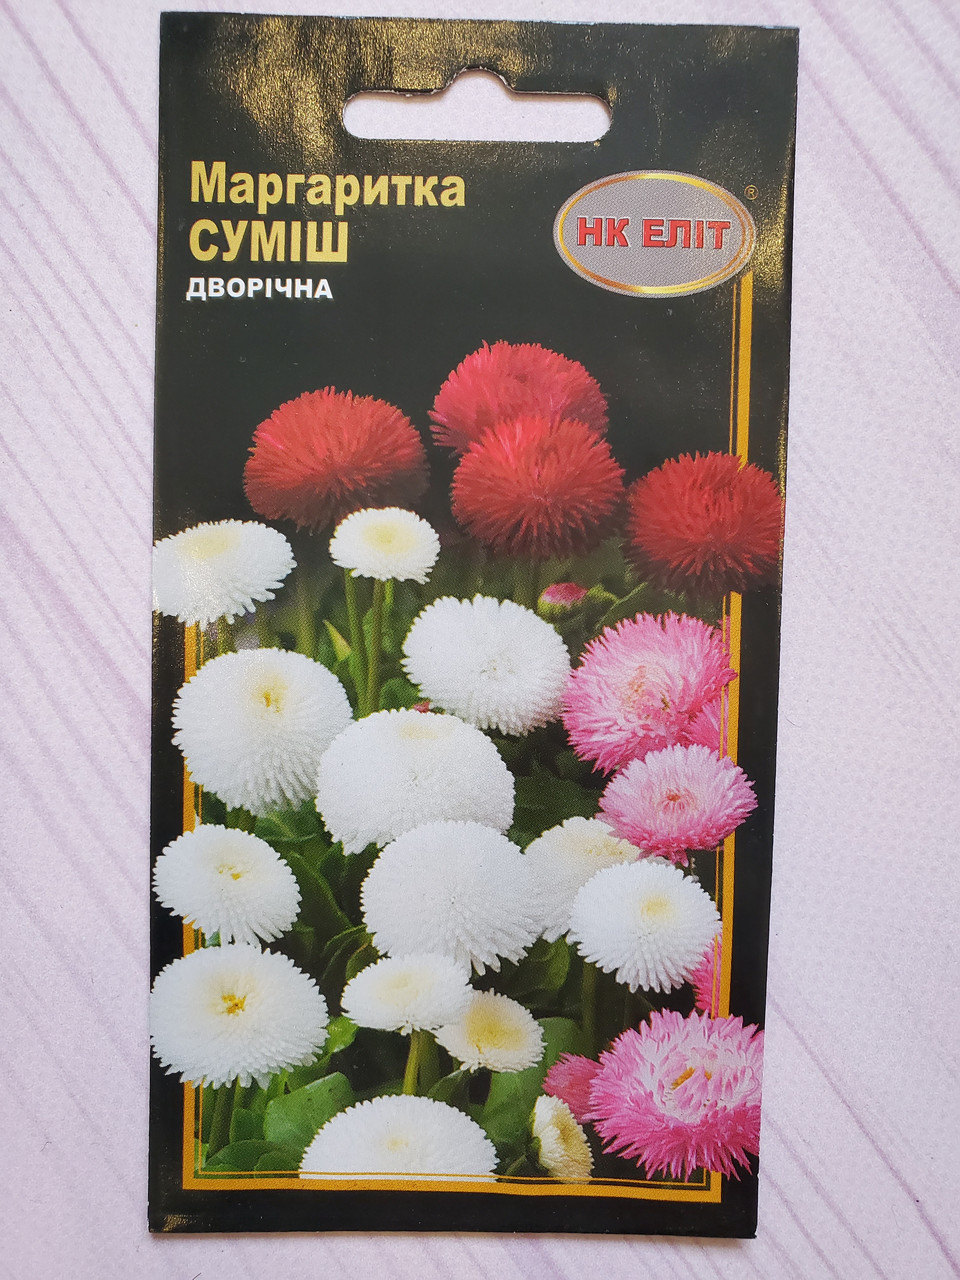 Маргаритка
СУМІШ
ДВОРІЧНА
НК ЕЛІТ
®